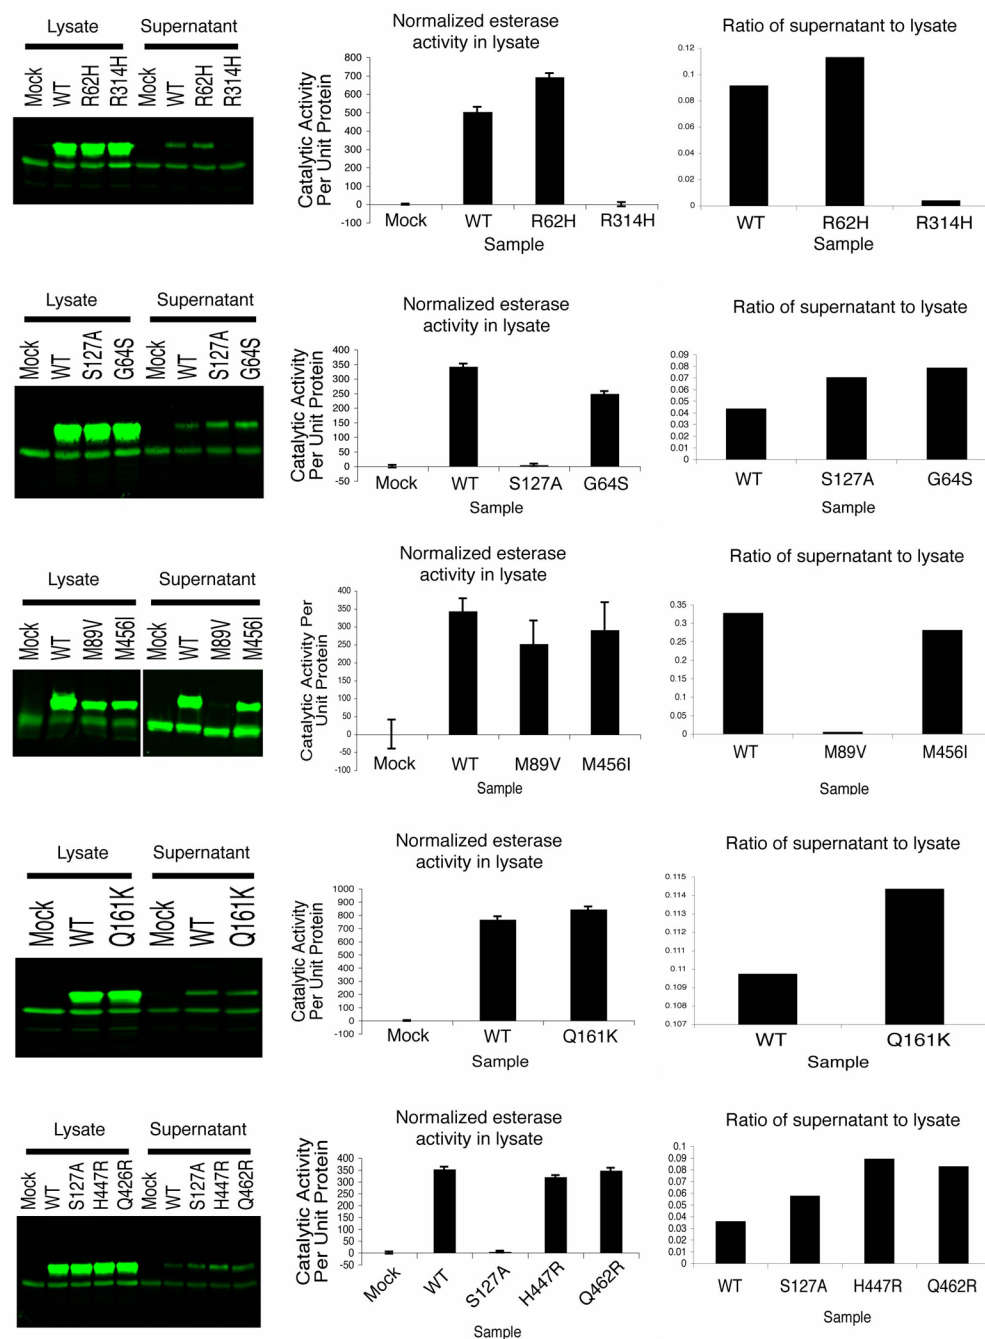 Lysate Supernatant
Mock WT R62H R314H Mock WT R62H R314H
Normalized esterase
activity in lysate
Catalytic Activity
Per Unit Protein
800
700
600
500
400
300
200
100
0
-100
Mock WT R62H R314H
Sample
Ratio of supernatant to lysate
0.12
0.1
0.08
0.06
0.04
0.02
0
WT R62H R314H
Sample
Lysate Supernatant
Mock WT S127A G64S Mock WT S127A G64S
Normalized esterase
activity in lysate
Catalytic Activity
Per Unit Protein
400
350
300
250
200
150
100
50
0
-50
Mock WT S127A G64S
Sample
Ratio of supernatant to lysate
0.09
0.08
0.07
0.06
0.05
0.04
0.03
0.02
0.01
0
WT S127A G64S
Sample
Lysate Supernatant
Mock WT M89V M456I Mock WT M89V M456I
Normalized esterase
activity in lysate
Catalytic Activity Per
Unit Protein
400
350
300
250
200
150
100
50
0
-50
-100
Mock WT M89V M456I
Sample
Ratio of supernatant to lysate
0.35
0.3
0.25
0.2
0.15
0.1
0.05
0
WT M89V M456I
Sample
Lysate Supernatant
Mock WT Q161K Mock WT Q161K
Normalized esterase
activity in lysate
Catalytic Activity
Per Unit Protein
1000
900
800
700
600
500
400
300
200
100
0
-100
Mock WT Q161K
Sample
Ratio of supernatant to lysate
0.115
0.114
0.113
0.112
0.111
0.11
0.109
0.108
0.107
WT Q161K
Sample
Lysate Supernatant
Mock WT S127A H447R Q426R Mock WT S127A H447R Q462R
Normalized esterase
activity in lysate
Catalytic Activity
Per Unit Protein
400
350
300
250
200
150
100
50
0
-50
Mock WT S127A H447R Q462R
Sample
Ratio of supernatant to lysate
0.1
0.09
0.08
0.07
0.06
0.05
0.04
0.03
0.02
0.01
0
WT S127A H447R Q462R
Sample